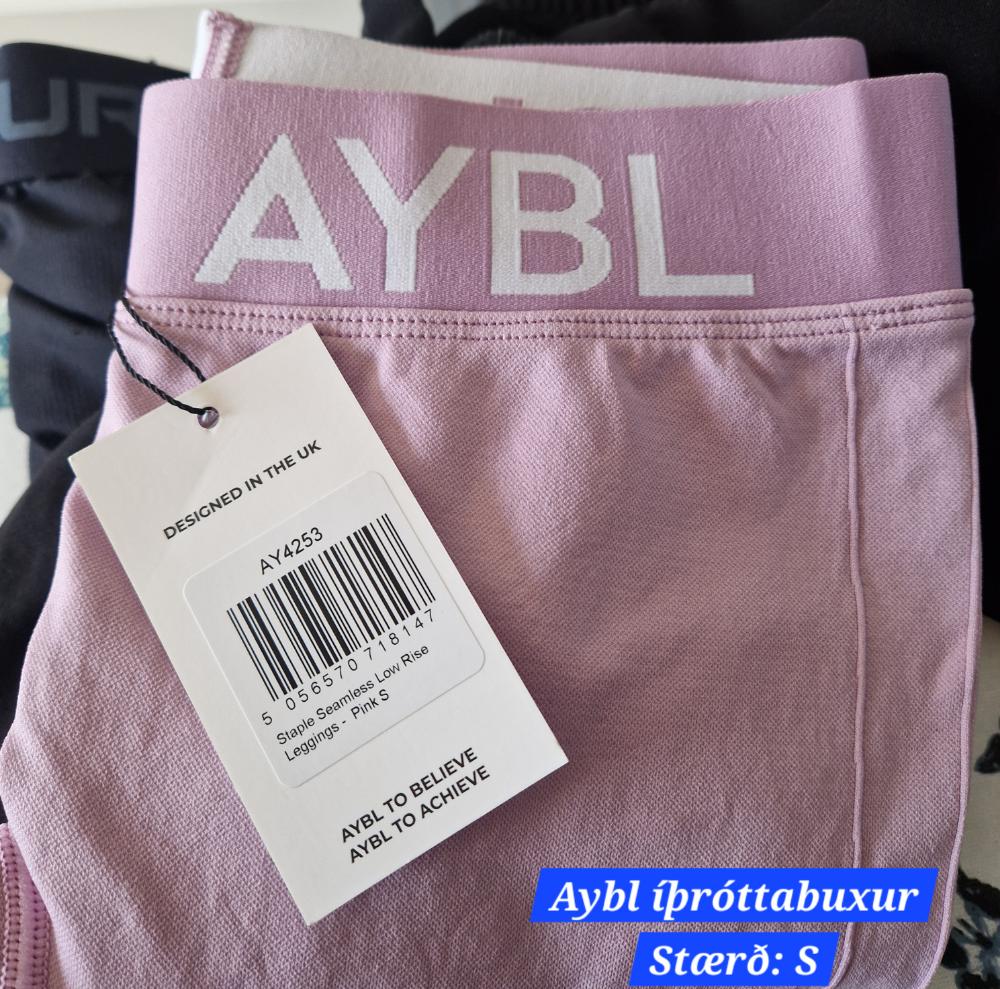 UR
AYBL
DESIGNED IN THE UK
AY4253
5 056570 718147
Staple Seamless Low Rise
Leggings - Pink S
AYBL TO BELIEVE
AYBL TO ACHIEVE
Aybl íþróttabuxur
Stærð: S